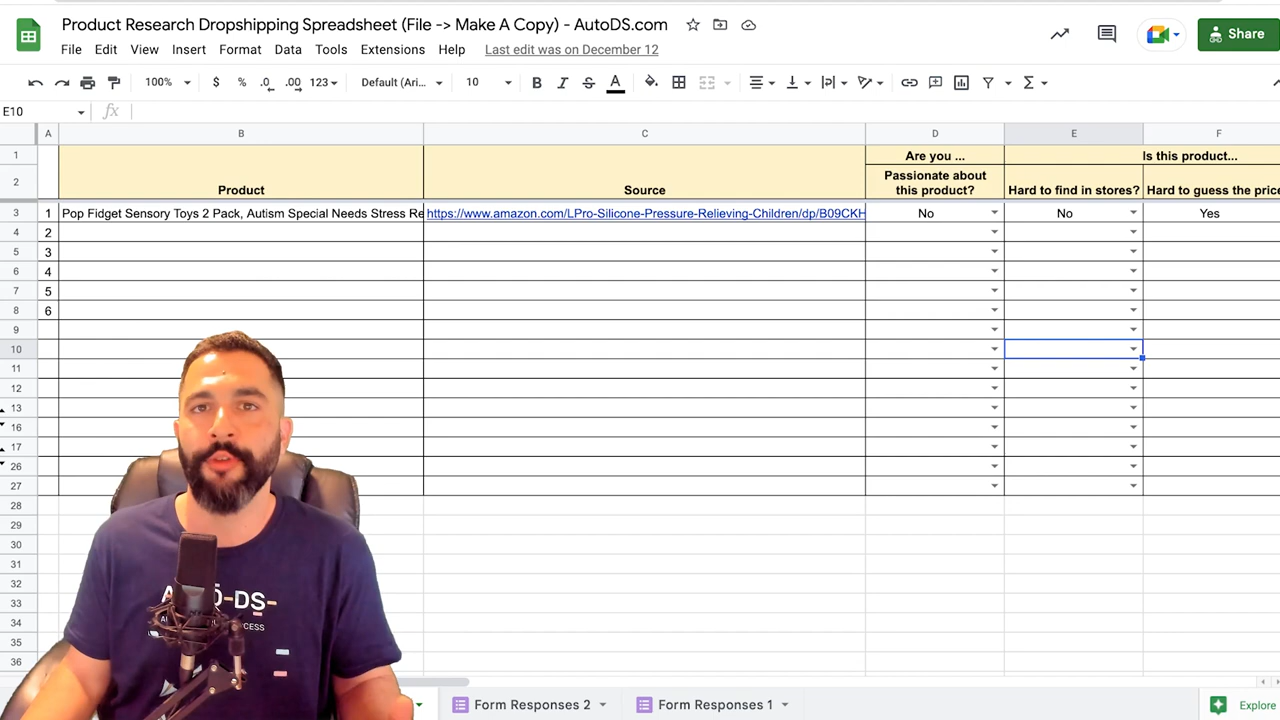 Product Research Dropshipping Spreadsheet (File -> Make A Copy) - AutoDS.com
File Edit View Insert Format Data Tools Extensions Help Last edit was on December 12
Share
100% $ % .0 .00 123 Default (Ari... 10 B I S A
E10 fx
A B C D E F
1 Are you ... Is this product...
2 Product Source Passionate about this product? Hard to find in stores? Hard to guess the price
3 1 Pop Fidget Sensory Toys 2 Pack, Autism Special Needs Stress Re https://www.amazon.com/LPro-Silicone-Pressure-Relieving-Children/dp/B09CKH No No Yes
4 2
5 3
6 4
7 5
8 6
9
10
11
12
13
16
17
26
27
28
29
30
31
32
33
34
35
36
DS
CESS
Form Responses 2 Form Responses 1 Explore